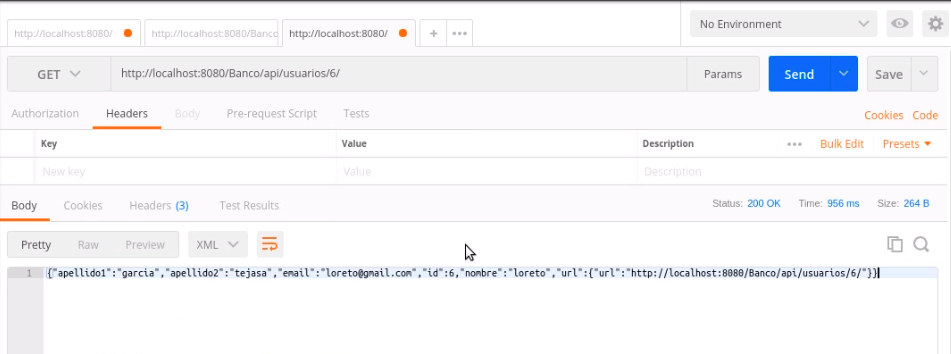 http://localhost:8080/ http://localhost:8080/Banco http://localhost:8080/ + ••• No Environment
GET http://localhost:8080/Banco/api/usuarios/6/ Params Send Save
Authorization Headers Body Pre-request Script Tests Cookies Code
Key Value Description ••• Bulk Edit Presets
New key Value Description
Body Cookies Headers (3) Test Results Status: 200 OK Time: 956 ms Size: 264 B
Pretty Raw Preview XML
1 {"apellido1":"garcia","apellido2":"tejasa","email":"loreto@gmail.com","id":6,"nombre":"loreto","url":{"url":"http://localhost:8080/Banco/api/usuarios/6/"}}